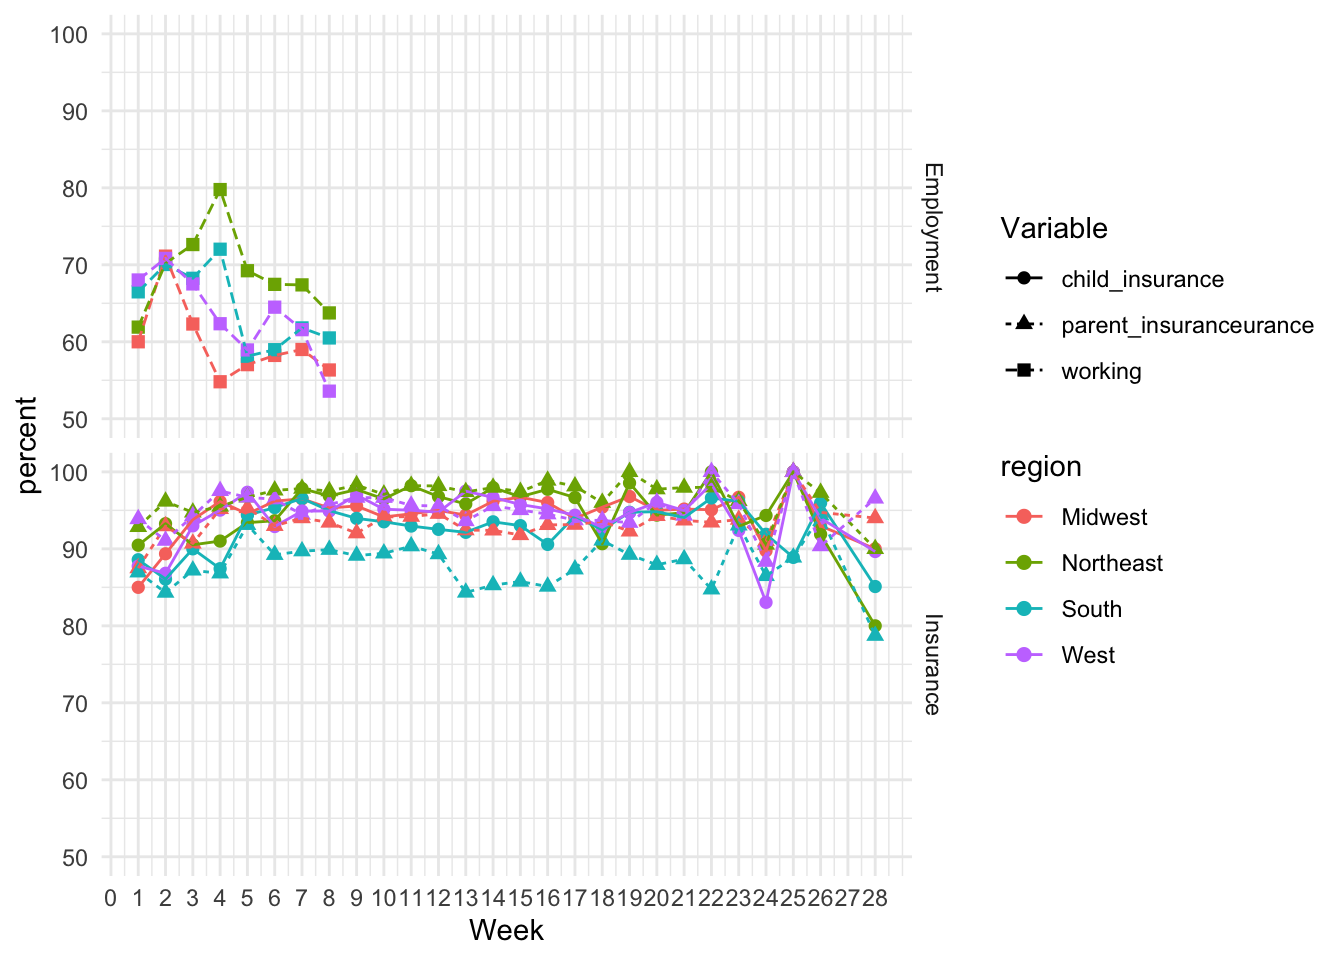 100
90
80
70
60
50
Employment
100
90
80
70
60
50
Insurance
percent
0 1 2 3 4 5 6 7 8 9 10 11 12 13 14 15 16 17 18 19 20 21 22 23 24 25 26 27 28
Week
Variable
child_insurance
parent_insuranceurance
working
region
Midwest
Northeast
South
West